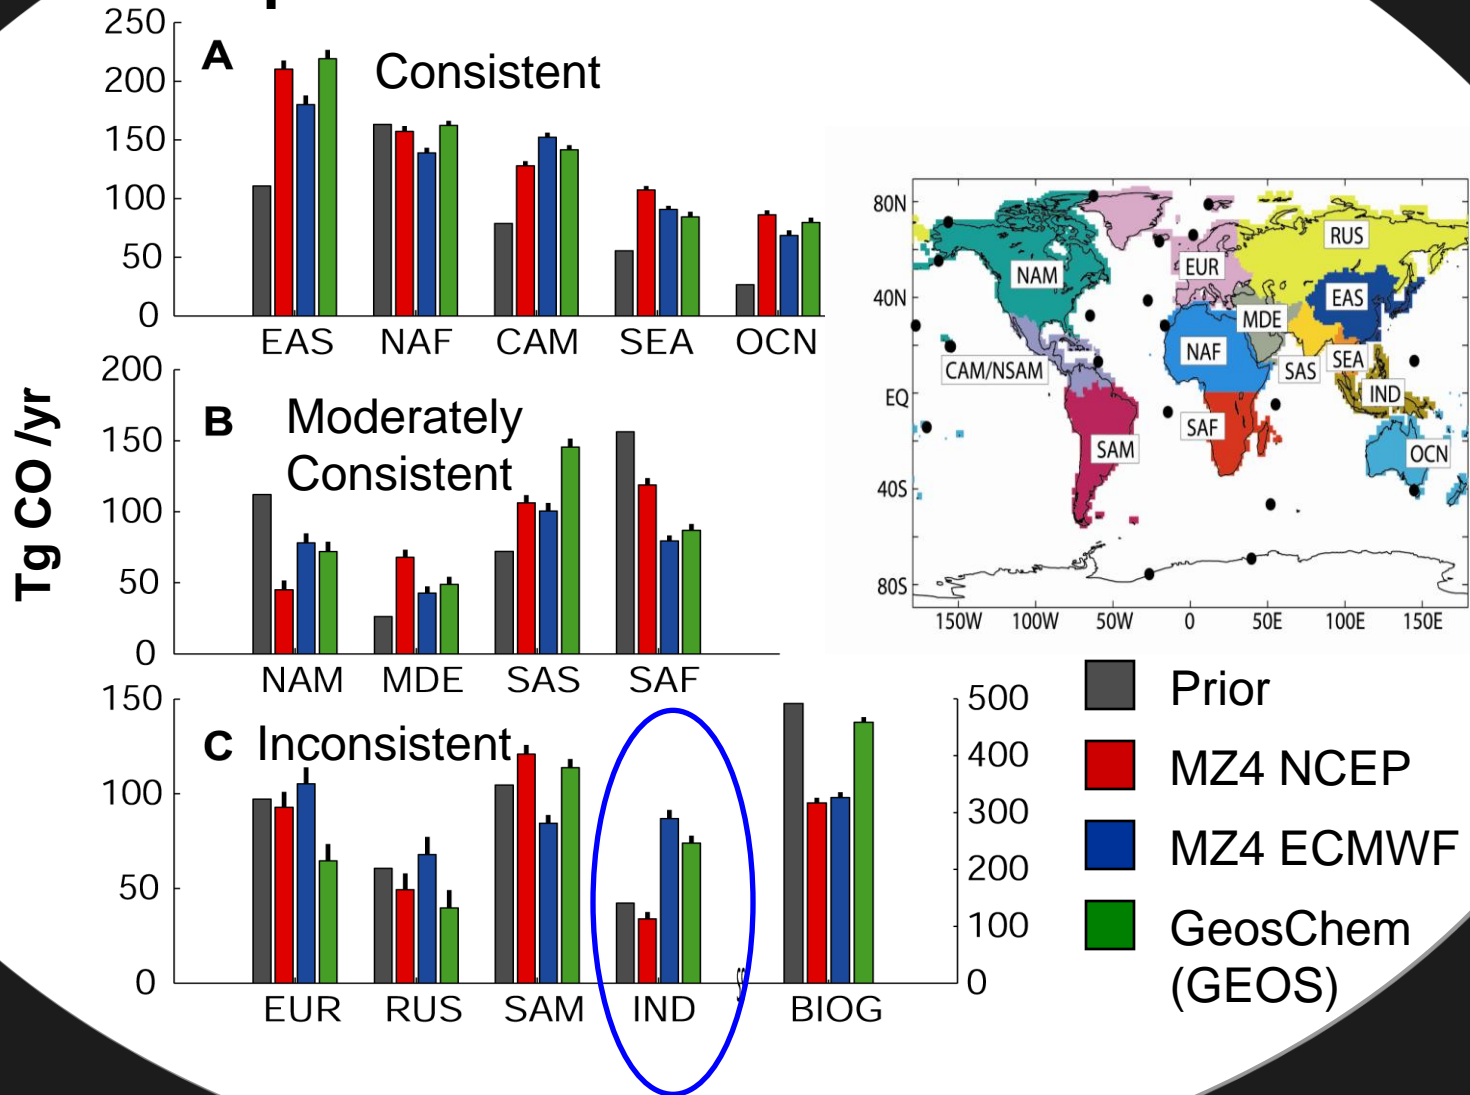 250
200
150
100
50
0
A
Consistent
EAS NAF CAM SEA OCN
Tg CO /yr
200
150
100
50
0
B
Moderately
Consistent
NAM MDE SAS SAF
150
100
50
0
C Inconsistent
500
400
300
200
100
0
EUR RUS SAM IND BIOG
80N
40N
EQ
40S
80S
RUS
NAM
EUR
EAS
MDE
NAF
SEA
CAM/NSAM
SAS
IND
SAF
SAM
OCN
150W 100W 50W 0 50E 100E 150E
Prior
MZ4 NCEP
MZ4 ECMWF
GeosChem
(GEOS)